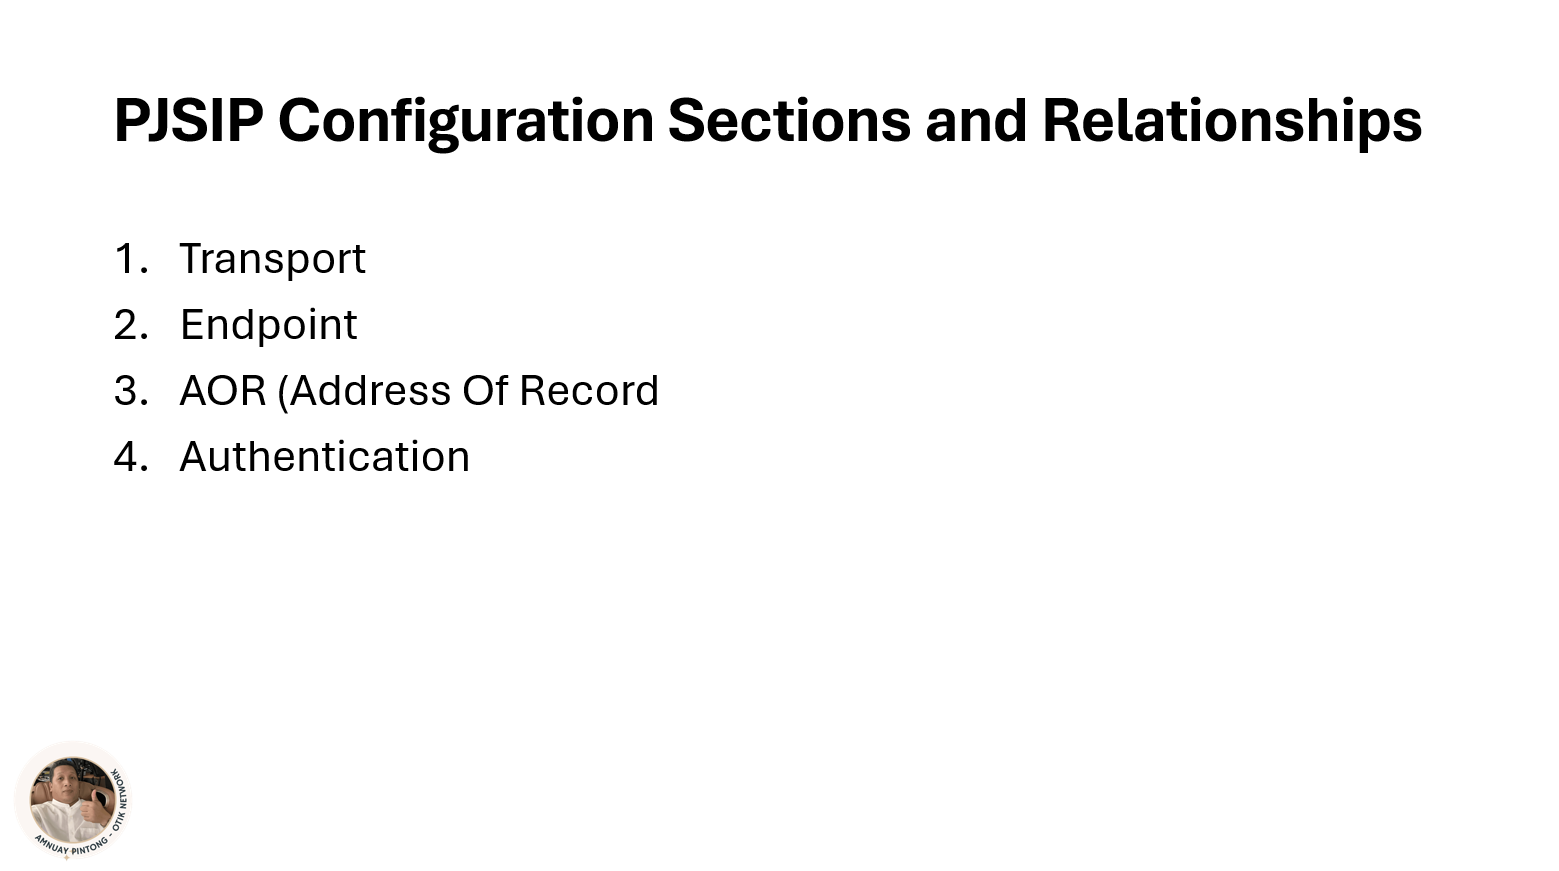 PJSIP Configuration Sections and Relationships
1. Transport
2. Endpoint
3. AOR (Address Of Record
4. Authentication
AMNUAY PINTONG - OTIK NETWORK